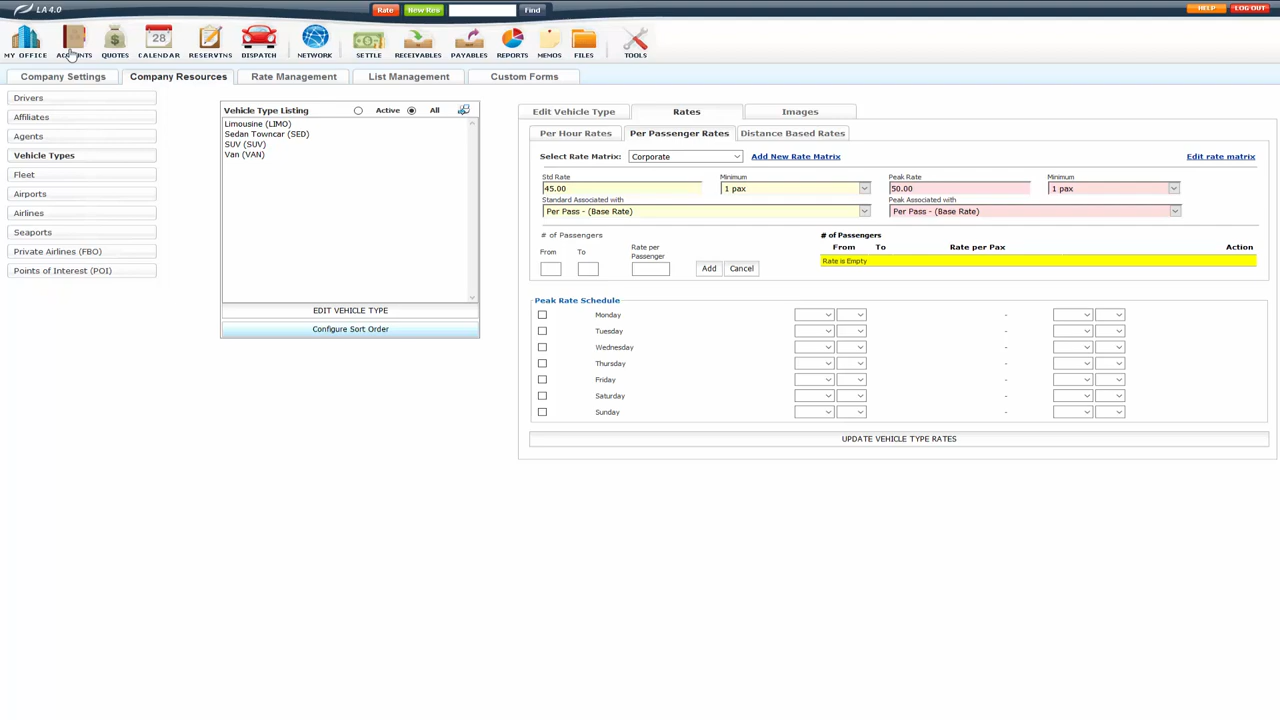 LA 4.0
Rate
New Res
Find
HELP
LOG OUT
MY OFFICE
QUOTES
CALENDAR
28
RESERVTNS
DISPATCH
NETWORK
SETTLE
RECEIVABLES
PAYABLES
REPORTS
MEMOS
FILES
TOOLS
Company Settings
Company Resources
Rate Management
List Management
Custom Forms
Drivers
Affiliates
Agents
Vehicle Types
Fleet
Airports
Airlines
Seaports
Private Airlines (FBO)
Points of Interest (POI)
Vehicle Type Listing Active All
Limousine (LIMO)
Sedan Towncar (SED)
SUV (SUV)
Van (VAN)
EDIT VEHICLE TYPE
Configure Sort Order
Edit Vehicle Type
Rates
Images
Per Hour Rates
Per Passenger Rates
Distance Based Rates
Select Rate Matrix: Corporate Add New Rate Matrix Edit rate matrix
Std Rate Minimum Peak Rate Minimum
45.00 1 pax 50.00 1 pax
Standard Associated with Peak Associated with
Per Pass - (Base Rate) Per Pass - (Base Rate)
# of Passengers
From To Rate per Passenger
Add Cancel
# of Passengers
From To Rate per Pax Action
Rate is Empty
Peak Rate Schedule
Monday -
Tuesday -
Wednesday -
Thursday -
Friday -
Saturday -
Sunday -
UPDATE VEHICLE TYPE RATES